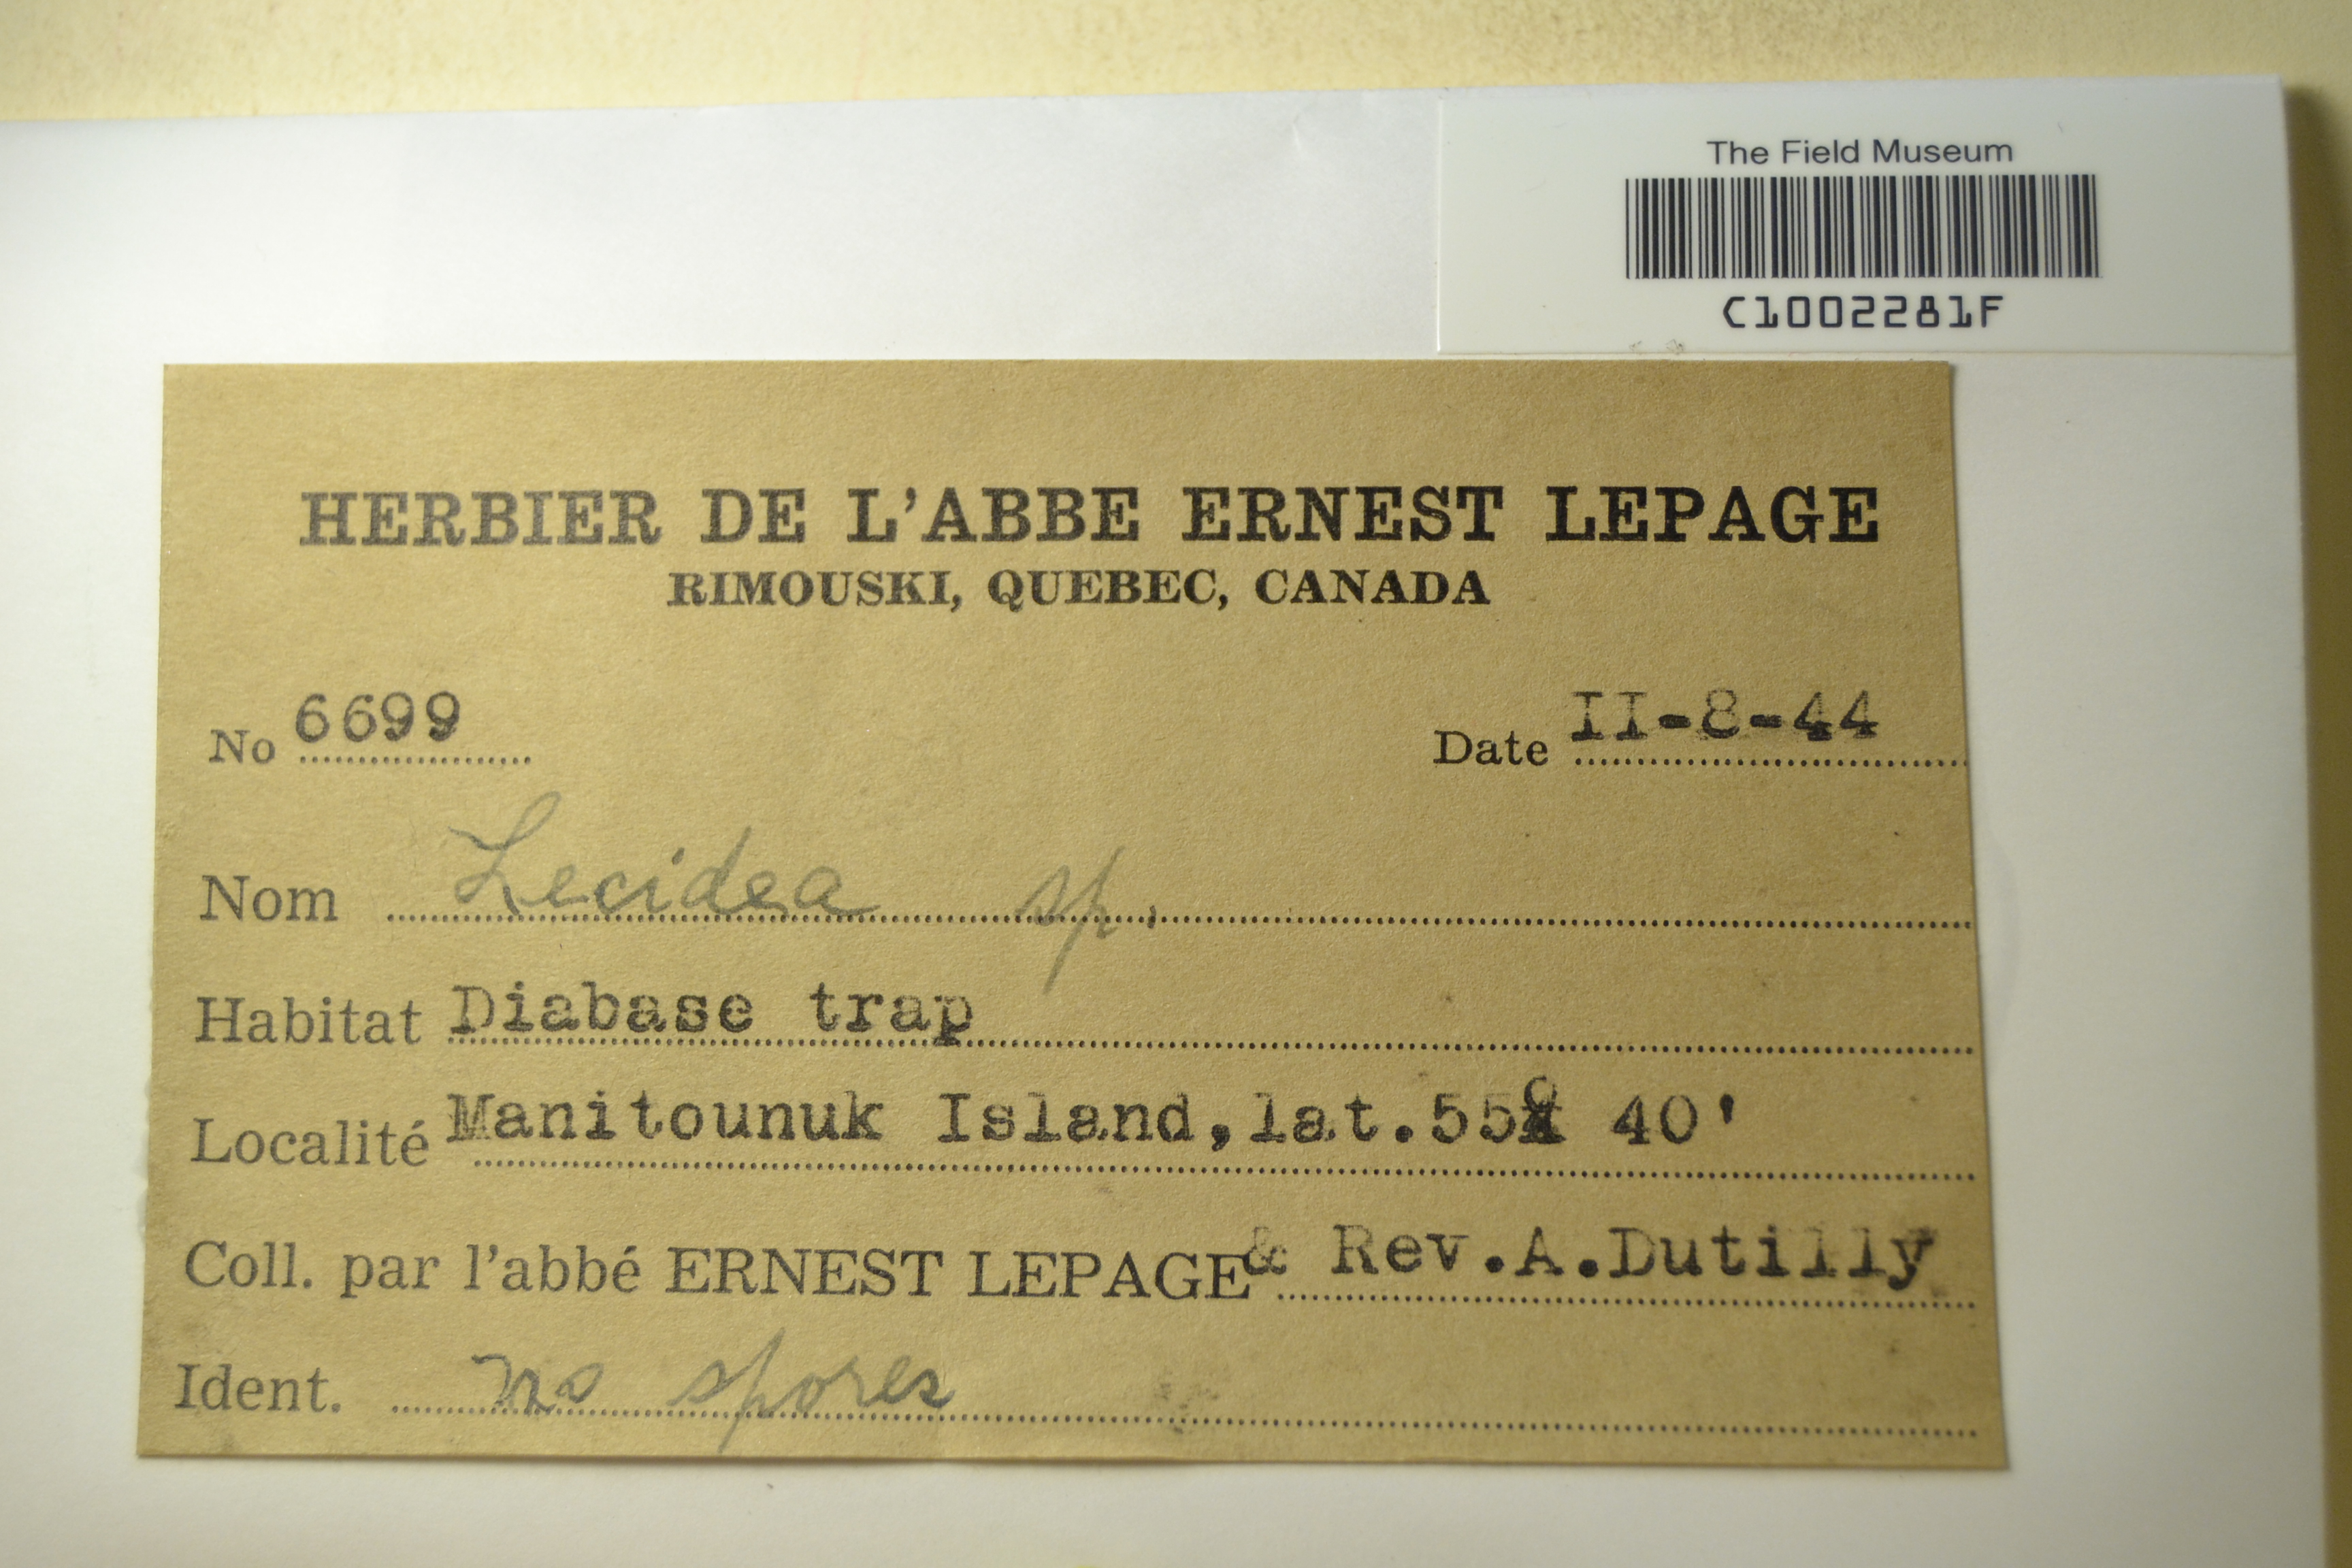 The Field Museum
C1002281F
HERBIER DE L'ABBE ERNEST LEPAGE
RIMOUSKI, QUEBEC, CANADA
No 6699
Date II-8-44
Nom Lecidea sp.
Habitat Diabase trap
Localité Manitounuk Island, lat.55° 40'
Coll. par l'abbé ERNEST LEPAGE & Rev.A.Dutilly
Ident. no spores